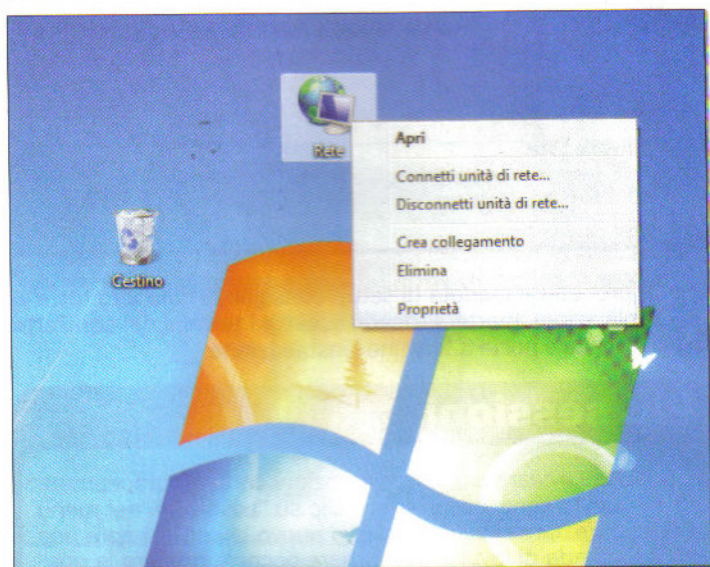 Rete
Apri
Connetti unità di rete...
Disconnetti unità di rete...
Crea collegamento
Elimina
Proprietà
Cestino